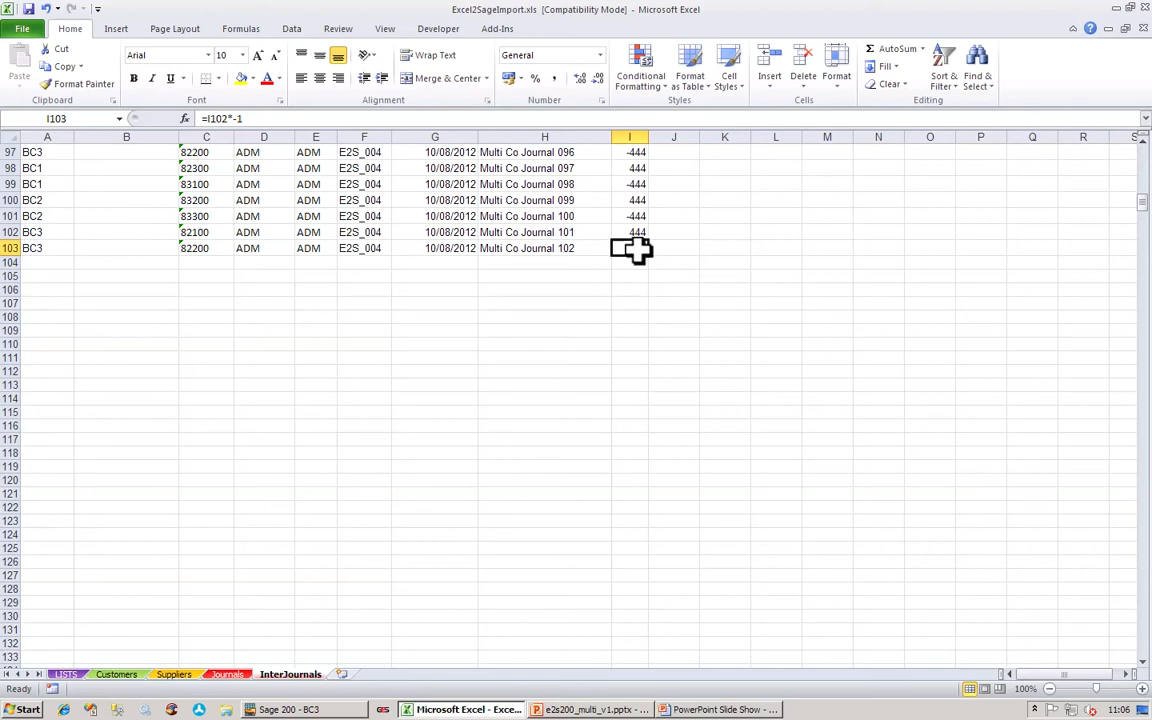 Excel2SageImport.xls [Compatibility Mode] - Microsoft Excel
File Home Insert Page Layout Formulas Data Review View Developer Add-Ins
Paste
Cut
Copy
Format Painter
Clipboard
Arial 10
B I U
Font
Wrap Text
Merge & Center
Alignment
General
%
Number
Conditional Formatting
Format as Table
Cell Styles
Styles
Insert Delete Format
Cells
AutoSum
Fill
Clear
Sort & Filter
Find & Select
Editing
I103 fx =I102*-1
A B C D E F G H I J K L M N O P Q R S
97 BC3 82200 ADM ADM E2S_004 10/08/2012 Multi Co Journal 096 -444
98 BC1 82300 ADM ADM E2S_004 10/08/2012 Multi Co Journal 097 444
99 BC1 83100 ADM ADM E2S_004 10/08/2012 Multi Co Journal 098 -444
100 BC2 83200 ADM ADM E2S_004 10/08/2012 Multi Co Journal 099 444
101 BC2 83300 ADM ADM E2S_004 10/08/2012 Multi Co Journal 100 -444
102 BC3 82100 ADM ADM E2S_004 10/08/2012 Multi Co Journal 101 444
103 BC3 82200 ADM ADM E2S_004 10/08/2012 Multi Co Journal 102
104
105
106
107
108
109
110
111
112
113
114
115
116
117
118
119
120
121
122
123
124
125
126
127
128
129
130
131
132
133
LISTS Customers Suppliers Journals InterJournals
Ready 100%
Start Sage 200 - BC3 Microsoft Excel - Exce... e2s200_multi_v1.pptx - ... PowerPoint Slide Show - ... 11:06